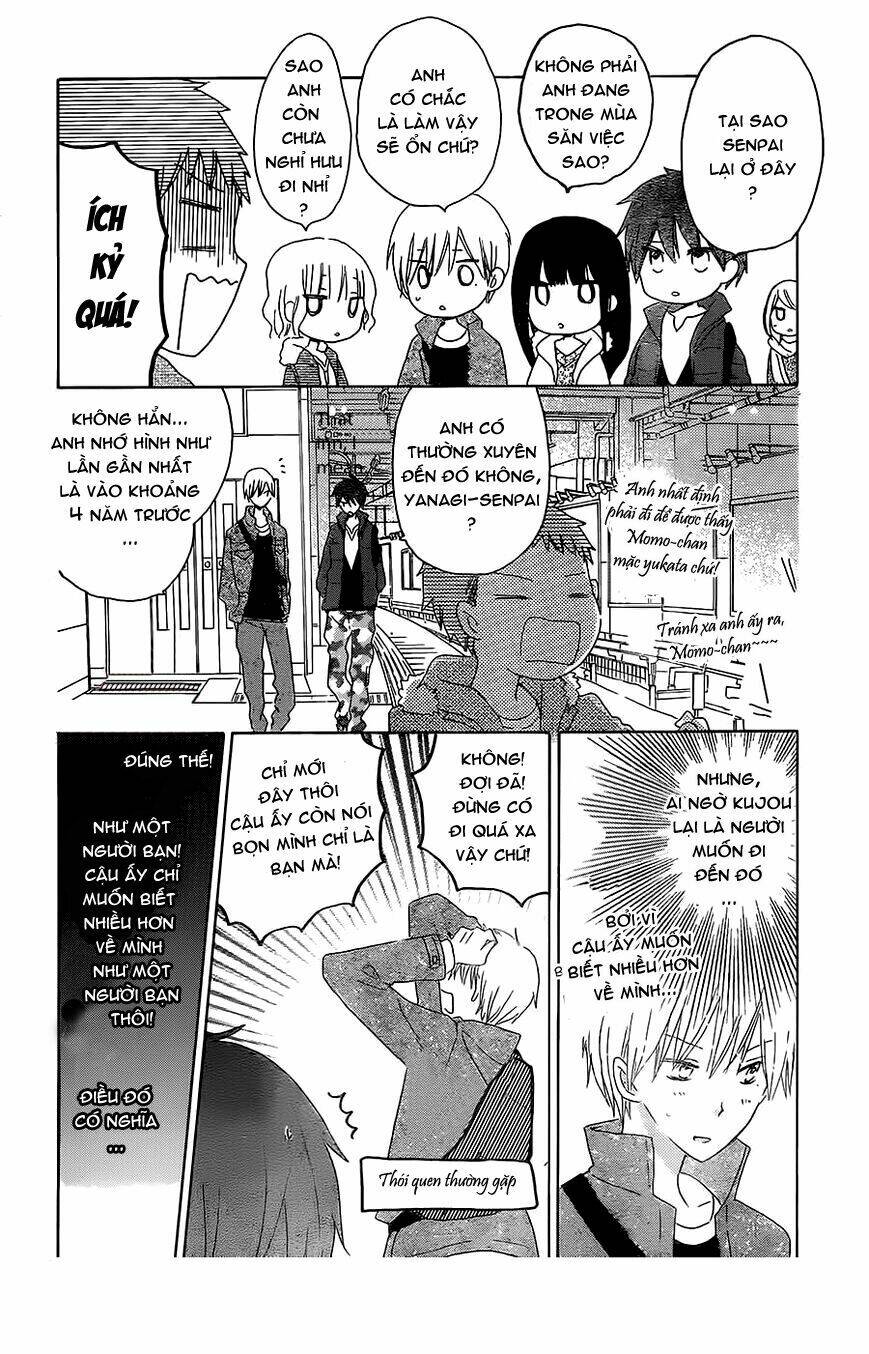 TẠI SAO
SENPAI
LẠI Ở ĐÂY
?
KHÔNG PHẢI
ANH ĐANG
TRONG MÙA
SĂN VIỆC
SAO?
ANH
CÓ CHẮC
LÀ LÀM VẬY
SẼ ỔN CHỨ?
SAO
ANH
CÒN
CHƯA
NGHỈ HƯU
ĐI NHỈ
?
ÍCH
KỶ
QUÁ!
Anh nhất định
phải đi để được thấy
Momo-chan
mặc yukata chứ!
Tránh xa anh ấy ra,
Momo-chan~~~
ANH CÓ
THƯỜNG XUYÊN
ĐẾN ĐÓ KHÔNG,
YANAGI-SENPAI
?
KHÔNG HẲN...
ANH NHỚ HÌNH NHƯ
LẦN GẦN NHẤT
LÀ VÀO KHOẢNG
4 NĂM TRƯỚC
...
NHƯNG,
AI NGỜ KUJOU
LẠI LÀ NGƯỜI
MUỐN ĐI
ĐẾN ĐÓ
...
BỞI VÌ
CẬU ẤY MUỐN
BIẾT NHIỀU HƠN
VỀ MÌNH...
KHÔNG!
ĐỢI ĐÃ!
ĐỪNG CÓ
ĐI QUÁ XA
VẬY CHỨ!
CHỈ MỚI
ĐÂY THÔI
CẬU ẤY CÒN NÓI
BỌN MÌNH CHỈ LÀ
BẠN MÀ!
Thói quen thường gặp
ĐÚNG THẾ!
NHƯ MỘT
NGƯỜI BẠN!
CẬU ẤY CHỈ
MUỐN BIẾT
NHIỀU HƠN
VỀ MÌNH
NHƯ MỘT
NGƯỜI BẠN
THÔI!
ĐIỀU ĐÓ
CÓ NGHĨA
...